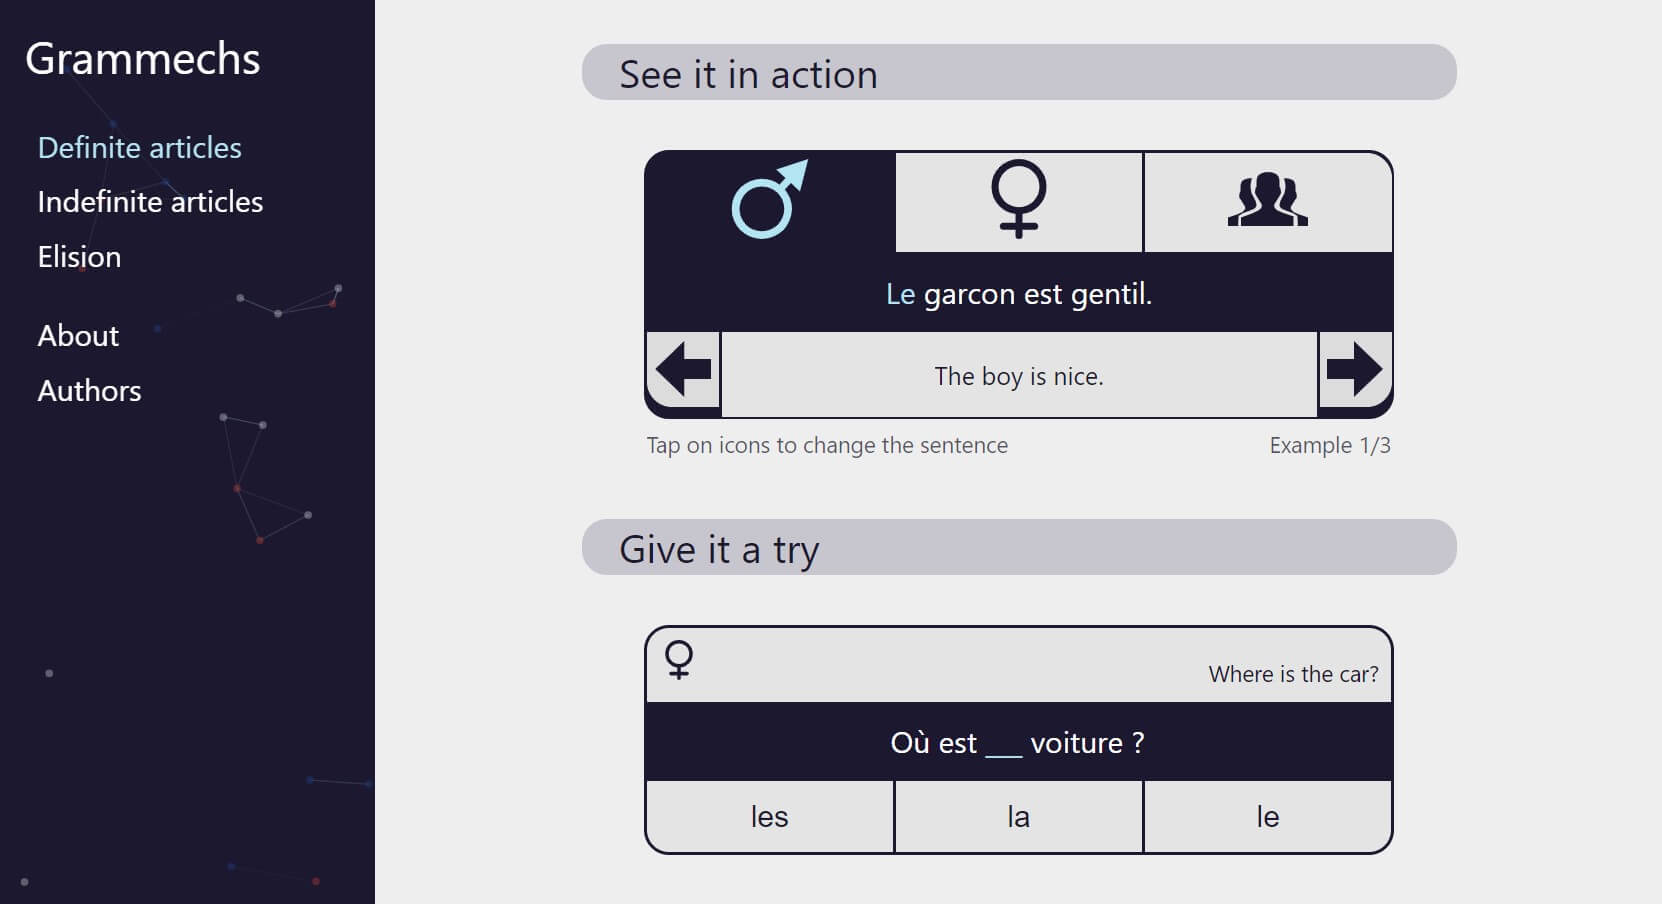 Grammechs
Definite articles
Indefinite articles
Elision
About
Authors
See it in action
Le garcon est gentil.
The boy is nice.
Tap on icons to change the sentence
Example 1/3
Give it a try
Where is the car?
Où est ___ voiture ?
les
la
le